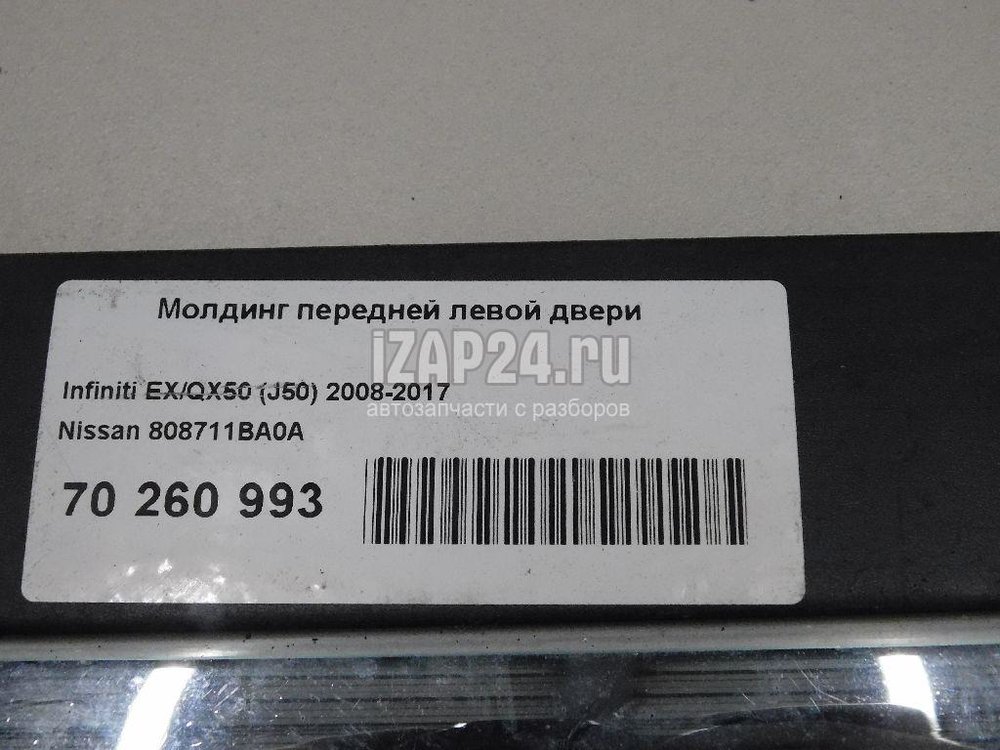 Молдинг передней левой двери
iZAP24.ru
Infiniti EX/QX50 (J50) 2008-2017
автозапчасти с разборов
Nissan 808711BA0A
70 260 993